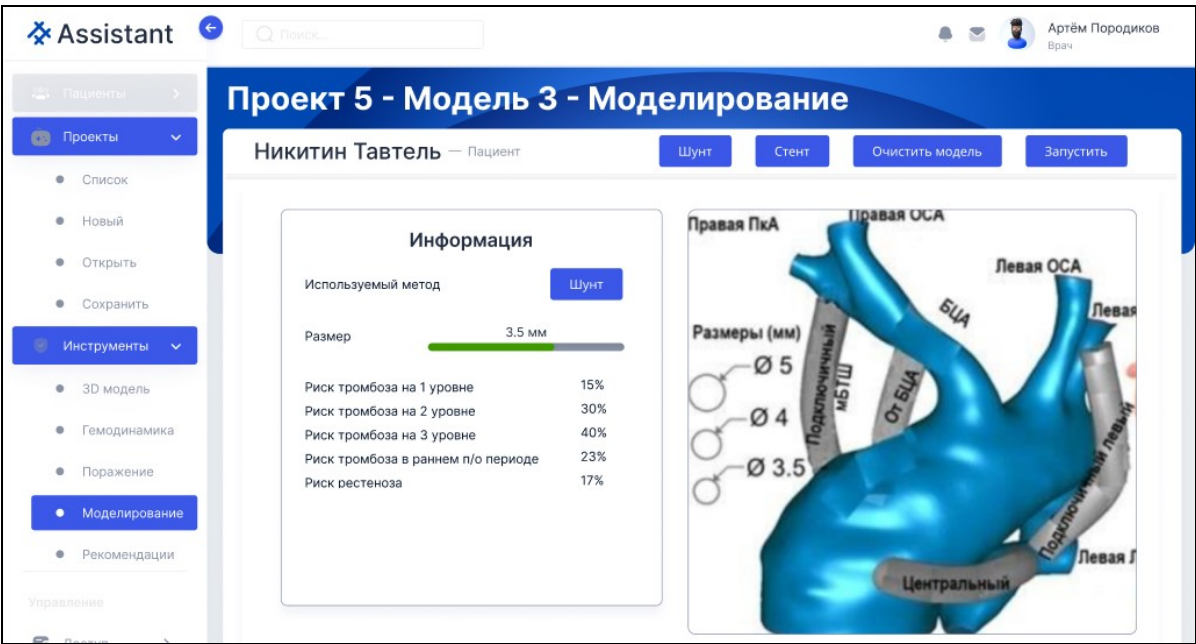 Assistant
Поиск...
Артём Породиков
Врач
Пациенты
Проекты
Список
Новый
Открыть
Сохранить
Инструменты
3D модель
Гемодинамика
Поражение
Моделирование
Рекомендации
Управление
Доступ
Проект 5 - Модель 3 - Моделирование
Никитин Тавтель — Пациент
Шунт
Стент
Очистить модель
Запустить
Информация
Используемый метод
Шунт
Размер
3.5 мм
Риск тромбоза на 1 уровне 15%
Риск тромбоза на 2 уровне 30%
Риск тромбоза на 3 уровне 40%
Риск тромбоза в раннем п/о периоде 23%
Риск рестеноза 17%
Правая ПкА
Правая ОСА
Левая ОСА
БЦА
Левая
Размеры (мм)
Ø 5
Ø 4
Ø 3.5
Подключичный
мБТШ
От БЦА
Подключичный левый
Центральный
Левая Л